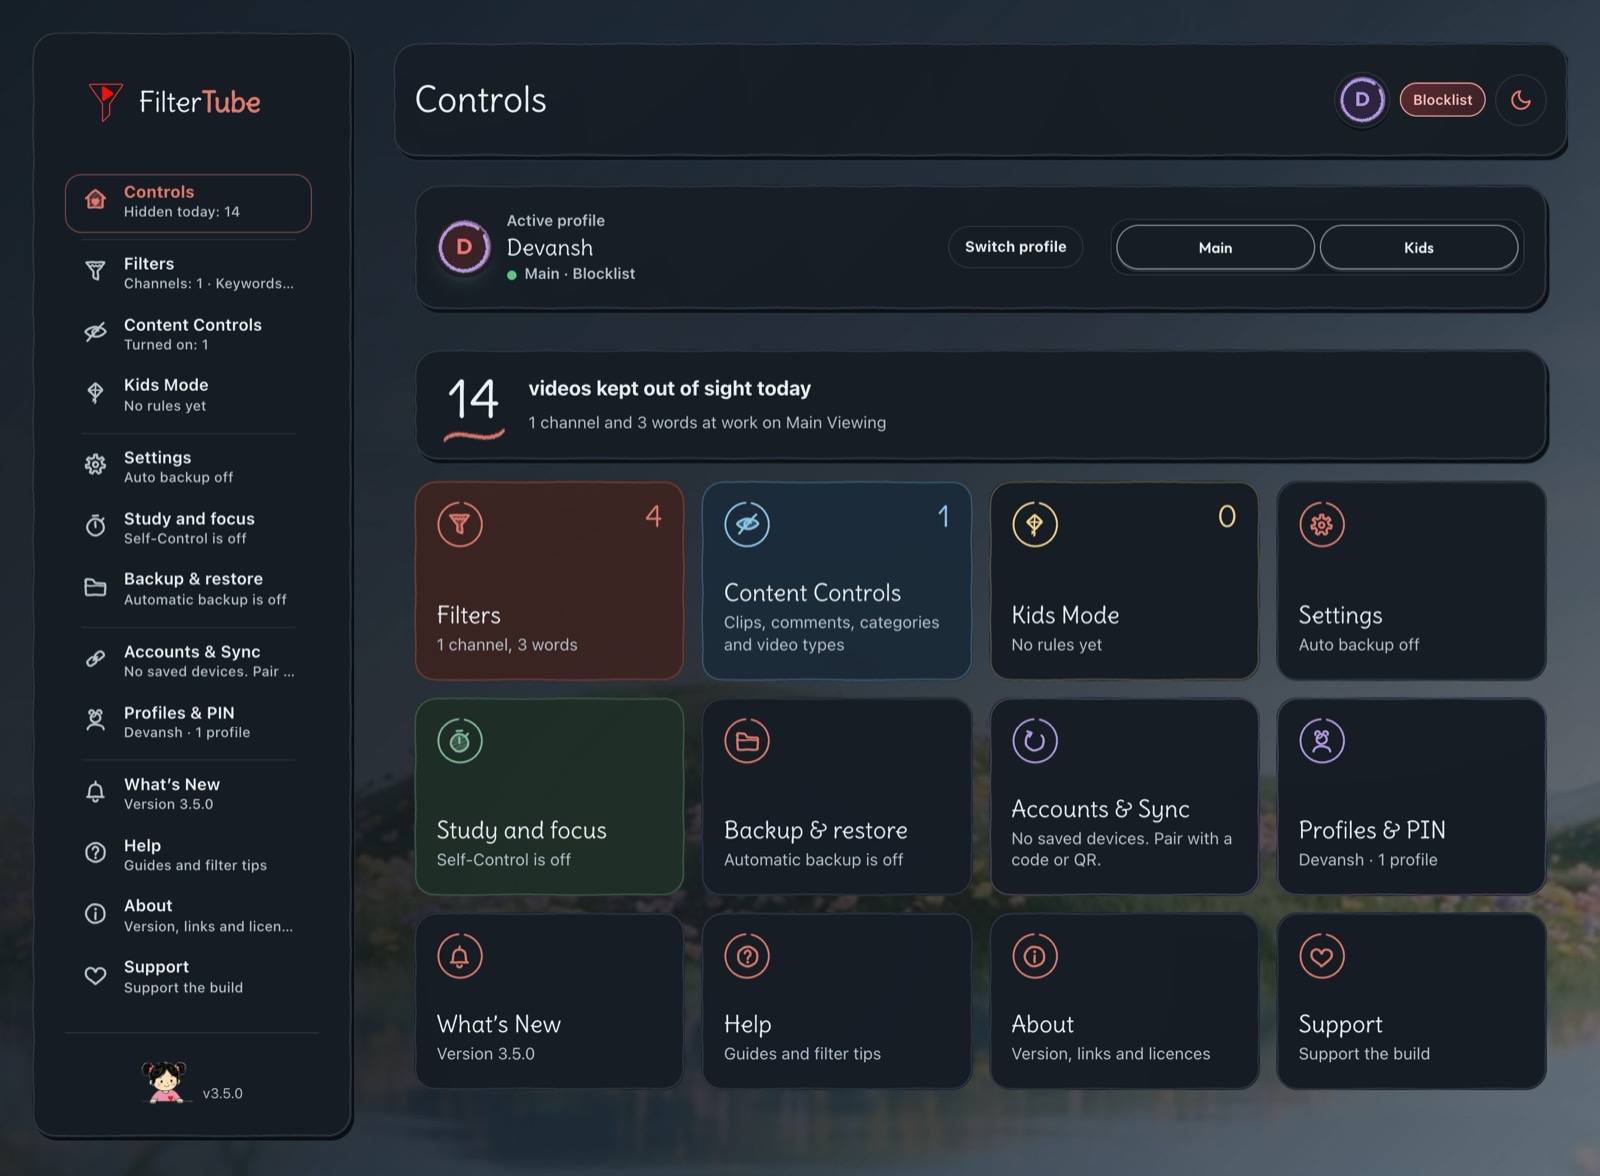 FilterTube
Controls
Hidden today: 14
Filters
Channels: 1 · Keywords...
Content Controls
Turned on: 1
Kids Mode
No rules yet
Settings
Auto backup off
Study and focus
Self-Control is off
Backup & restore
Automatic backup is off
Accounts & Sync
No saved devices. Pair ...
Profiles & PIN
Devansh · 1 profile
What's New
Version 3.5.0
Help
Guides and filter tips
About
Version, links and licen...
Support
Support the build
v3.5.0
Controls
D
Blocklist
D
Active profile
Devansh
Main · Blocklist
Switch profile
Main
Kids
14
videos kept out of sight today
1 channel and 3 words at work on Main Viewing
4
Filters
1 channel, 3 words
1
Content Controls
Clips, comments, categories
and video types
0
Kids Mode
No rules yet
Settings
Auto backup off
Study and focus
Self-Control is off
Backup & restore
Automatic backup is off
Accounts & Sync
No saved devices. Pair with a
code or QR.
Profiles & PIN
Devansh · 1 profile
What's New
Version 3.5.0
Help
Guides and filter tips
About
Version, links and licences
Support
Support the build